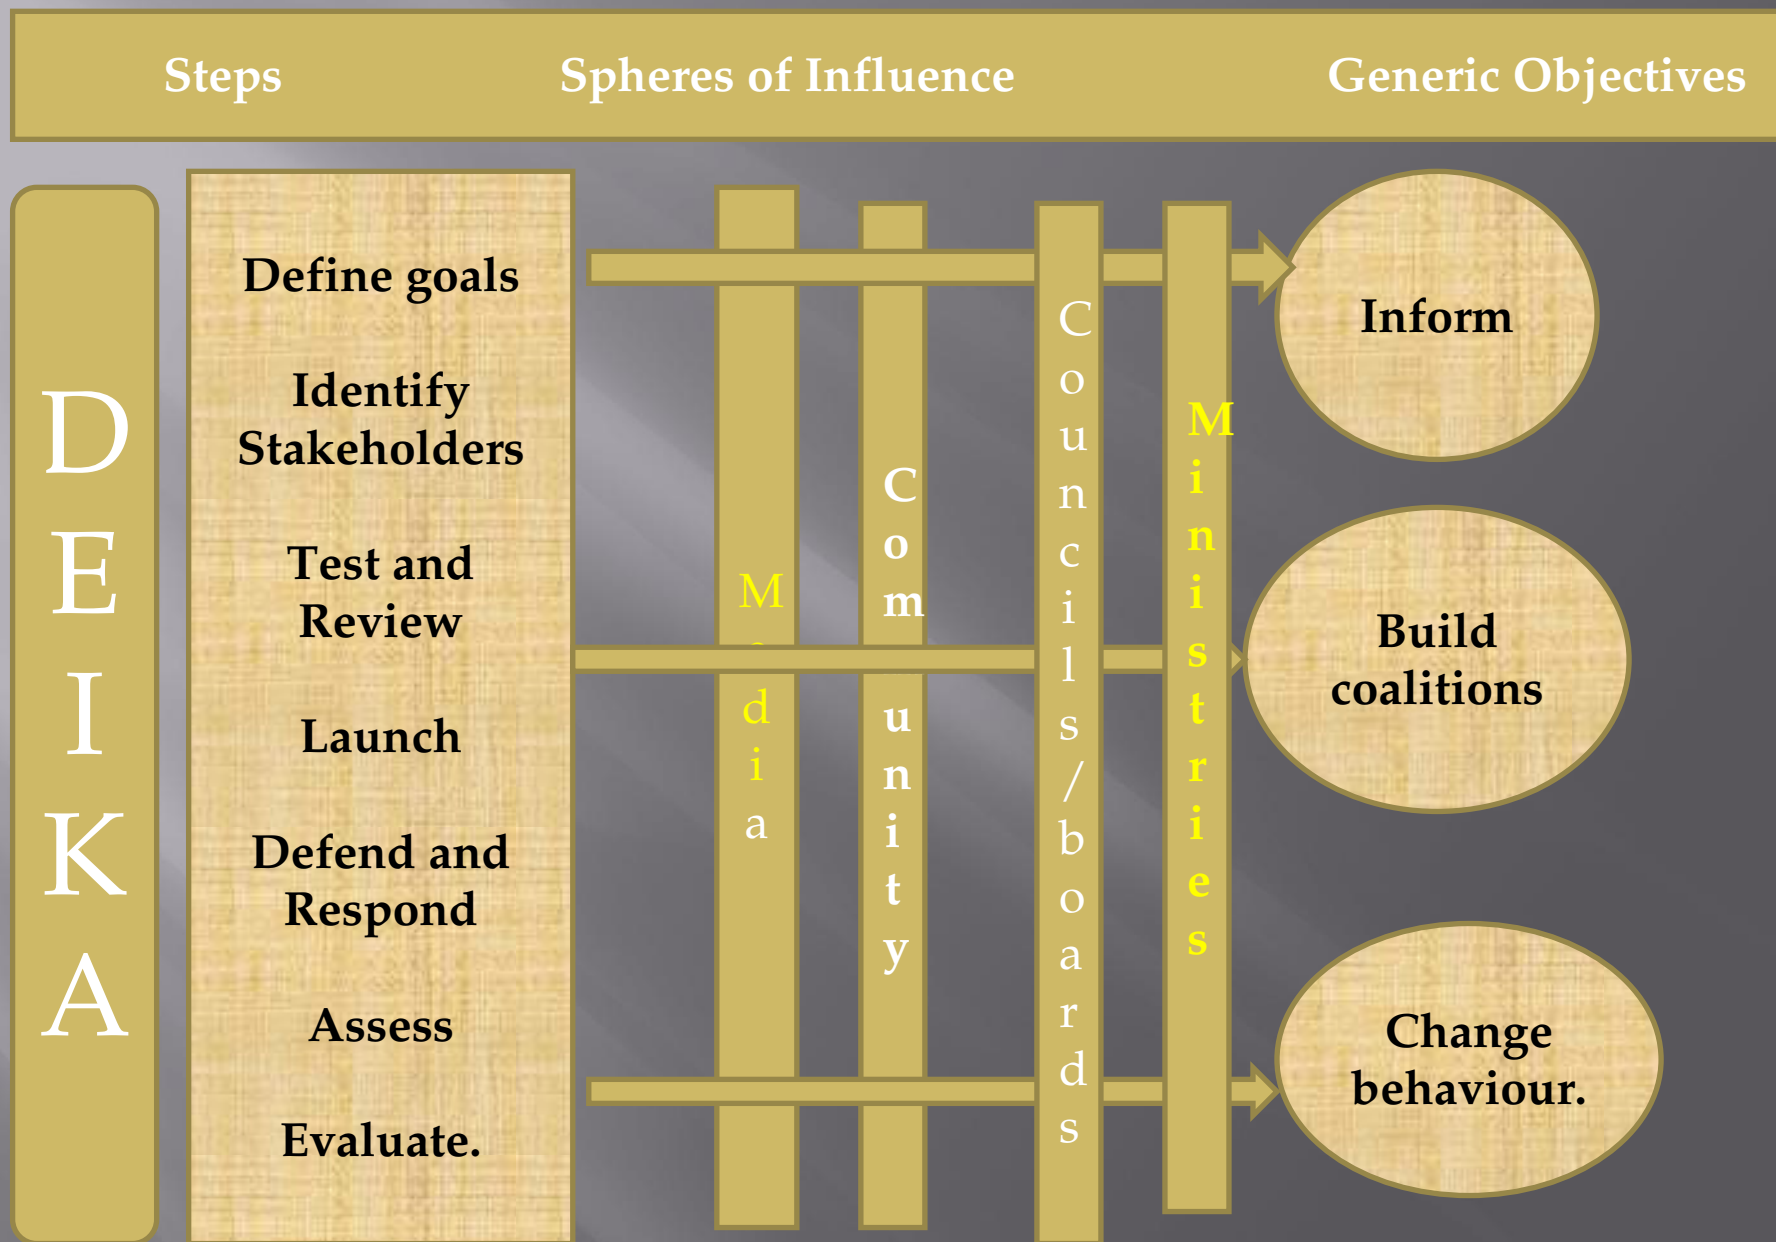 Steps
Spheres of Influence
Generic Objectives
DEIKA
Define goals
Identify
Stakeholders
Test and
Review
Launch
Defend and
Respond
Assess
Evaluate.
Media
Community
Councils/boards
Ministries
Inform
Build
coalitions
Change
behaviour.